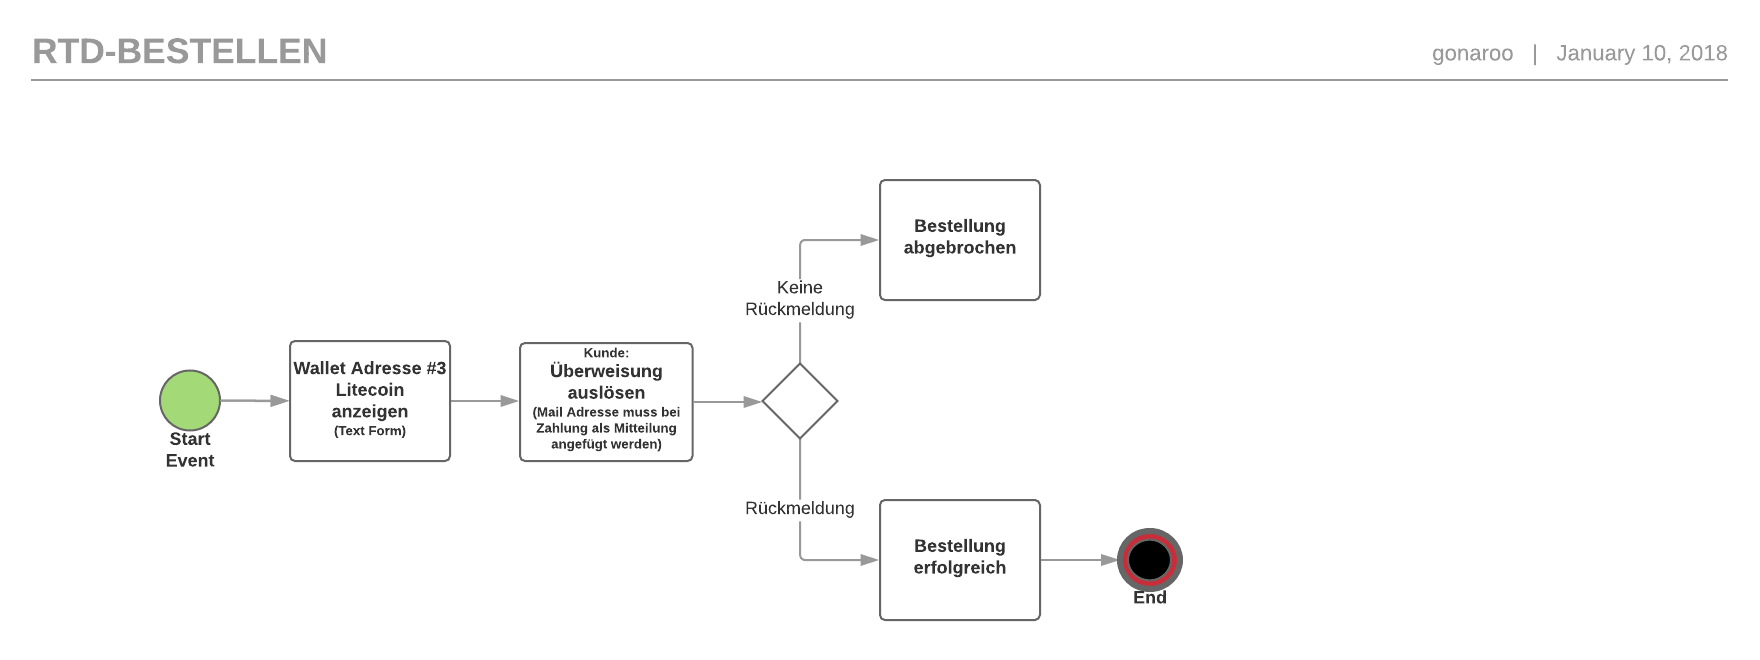 RTD-BESTELLEN
gonaroo | January 10, 2018
Bestellung
abgebrochen
Keine
Rückmeldung
Start
Event
Wallet Adresse #3
Litecoin
anzeigen
(Text Form)
Kunde:
Überweisung
auslösen
(Mail Adresse muss bei
Zahlung als Mitteilung
angefügt werden)
Rückmeldung
Bestellung
erfolgreich
End